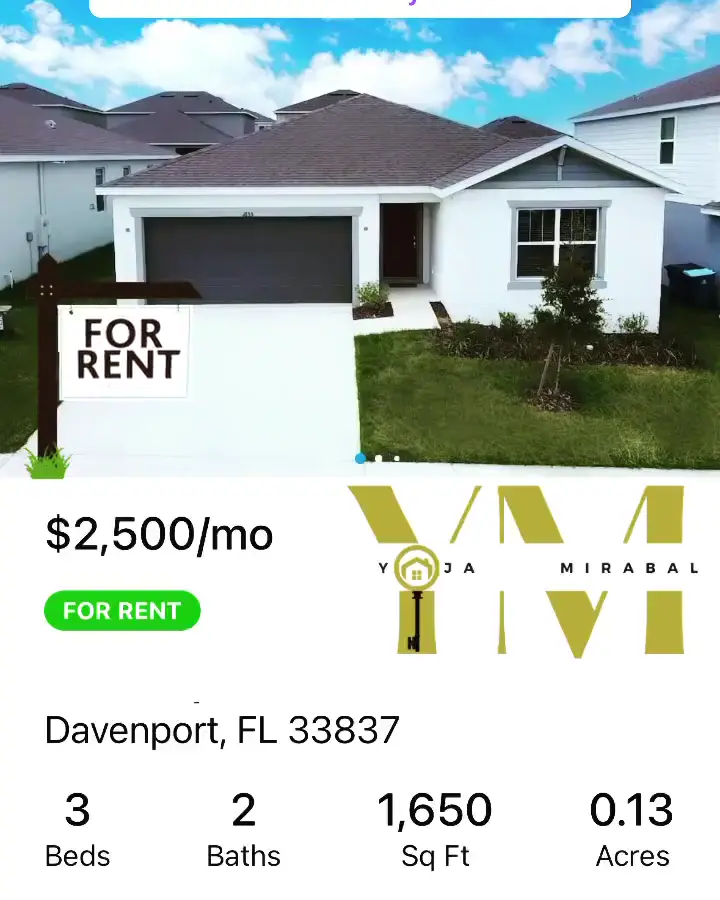 FOR
RENT
$2,500/mo
YM
Y JA MIRABAL
FOR RENT
Davenport, FL 33837
3 2 1,650 0.13
Beds Baths Sq Ft Acres